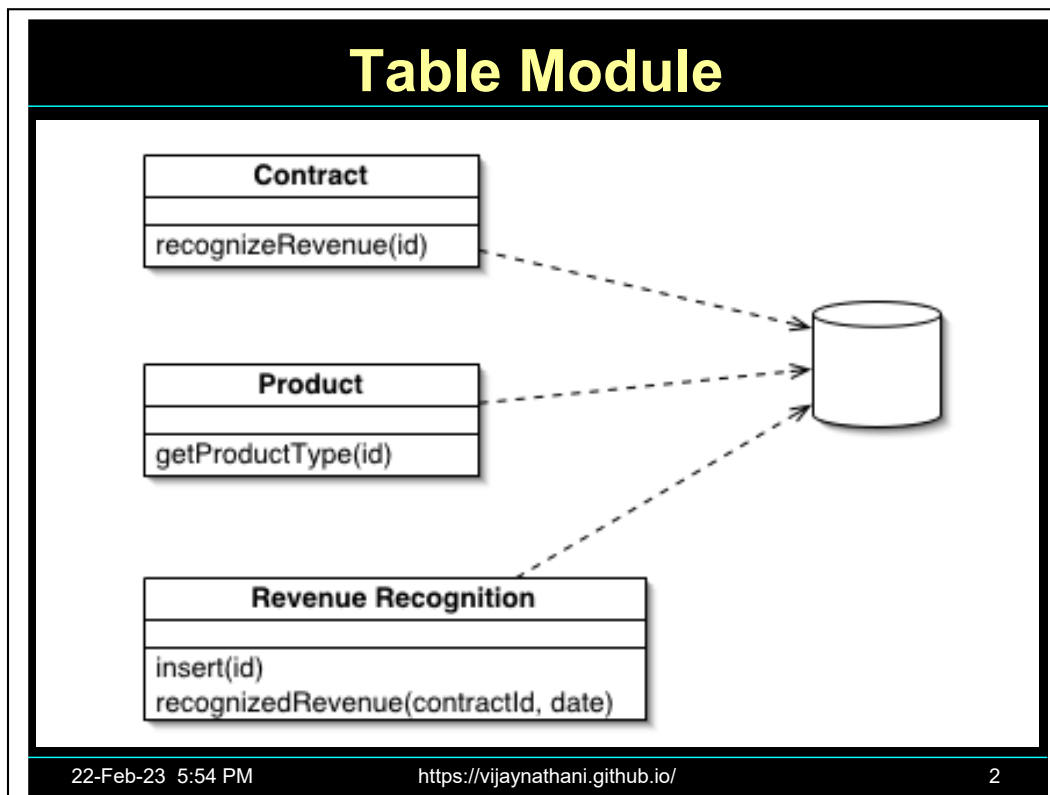 Table Module
Contract
recognizeRevenue(id)
Product
getProductType(id)
Revenue Recognition
insert(id)
recognizedRevenue(contractId, date)
22-Feb-23 5:54 PM https://vijaynathani.github.io/ 2